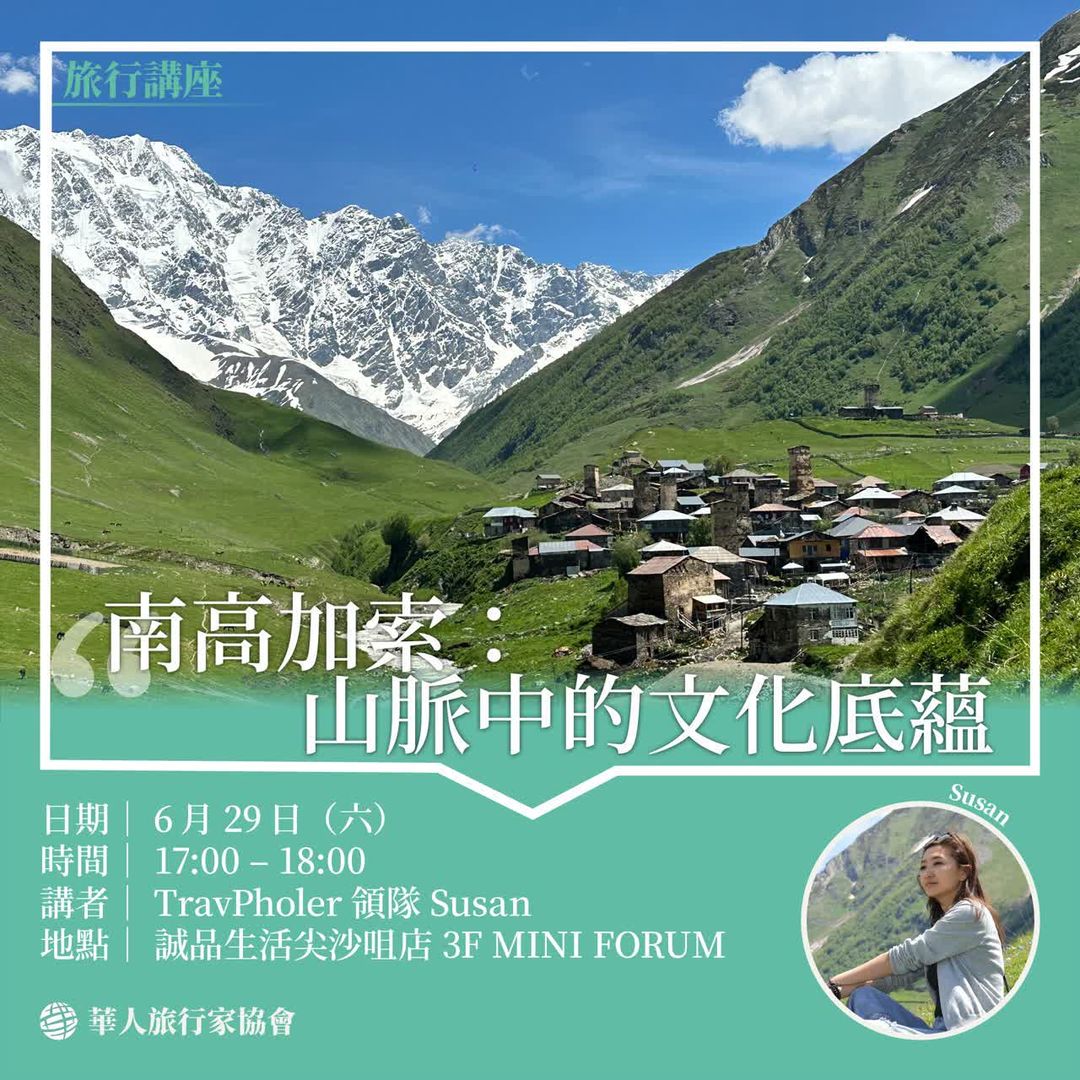 旅行講座
“南高加索：
山脈中的文化底蘊
日期｜ 6 月 29 日（六）
時間｜ 17:00 – 18:00
講者｜ TravPholer 領隊 Susan
地點｜ 誠品生活尖沙咀店 3F MINI FORUM
Susan
華人旅行家協會